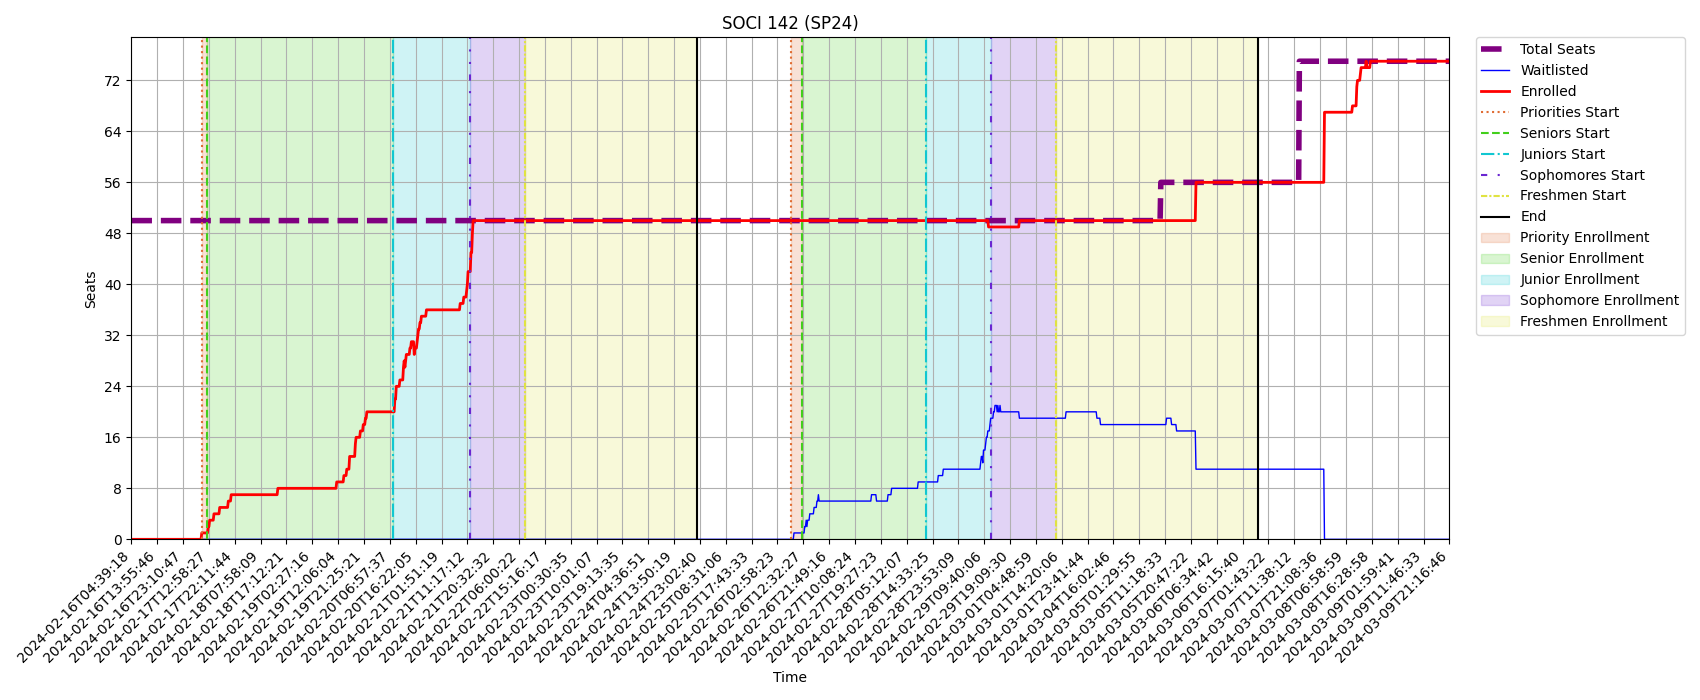 SOCI 142 (SP24)
Seats
72
64
56
48
40
32
24
16
8
0
2024-02-16T04:39:18
2024-02-16T13:55:46
2024-02-16T23:10:47
2024-02-17T12:58:27
2024-02-17T22:11:44
2024-02-18T07:58:09
2024-02-18T17:12:21
2024-02-19T02:27:16
2024-02-19T12:06:04
2024-02-19T21:25:21
2024-02-20T06:57:37
2024-02-20T16:22:05
2024-02-21T01:51:19
2024-02-21T11:17:12
2024-02-21T20:32:32
2024-02-22T06:00:22
2024-02-22T15:16:17
2024-02-23T00:30:35
2024-02-23T10:01:07
2024-02-23T19:13:35
2024-02-24T04:36:51
2024-02-24T13:50:19
2024-02-24T23:02:40
2024-02-25T08:31:06
2024-02-25T17:43:33
2024-02-26T02:58:23
2024-02-26T12:32:27
2024-02-26T21:49:16
2024-02-27T10:08:24
2024-02-27T19:27:23
2024-02-28T05:12:07
2024-02-28T14:33:25
2024-02-28T23:53:09
2024-02-29T09:40:06
2024-02-29T19:09:30
2024-03-01T04:48:59
2024-03-01T14:20:06
2024-03-01T23:41:44
2024-03-04T16:02:46
2024-03-05T01:29:55
2024-03-05T11:18:33
2024-03-05T20:47:22
2024-03-06T06:34:42
2024-03-06T16:15:40
2024-03-07T01:43:22
2024-03-07T11:38:12
2024-03-07T21:08:36
2024-03-08T06:58:59
2024-03-08T16:28:58
2024-03-09T01:59:41
2024-03-09T11:46:33
2024-03-09T21:16:46
Time
Total Seats
Waitlisted
Enrolled
Priorities Start
Seniors Start
Juniors Start
Sophomores Start
Freshmen Start
End
Priority Enrollment
Senior Enrollment
Junior Enrollment
Sophomore Enrollment
Freshmen Enrollment